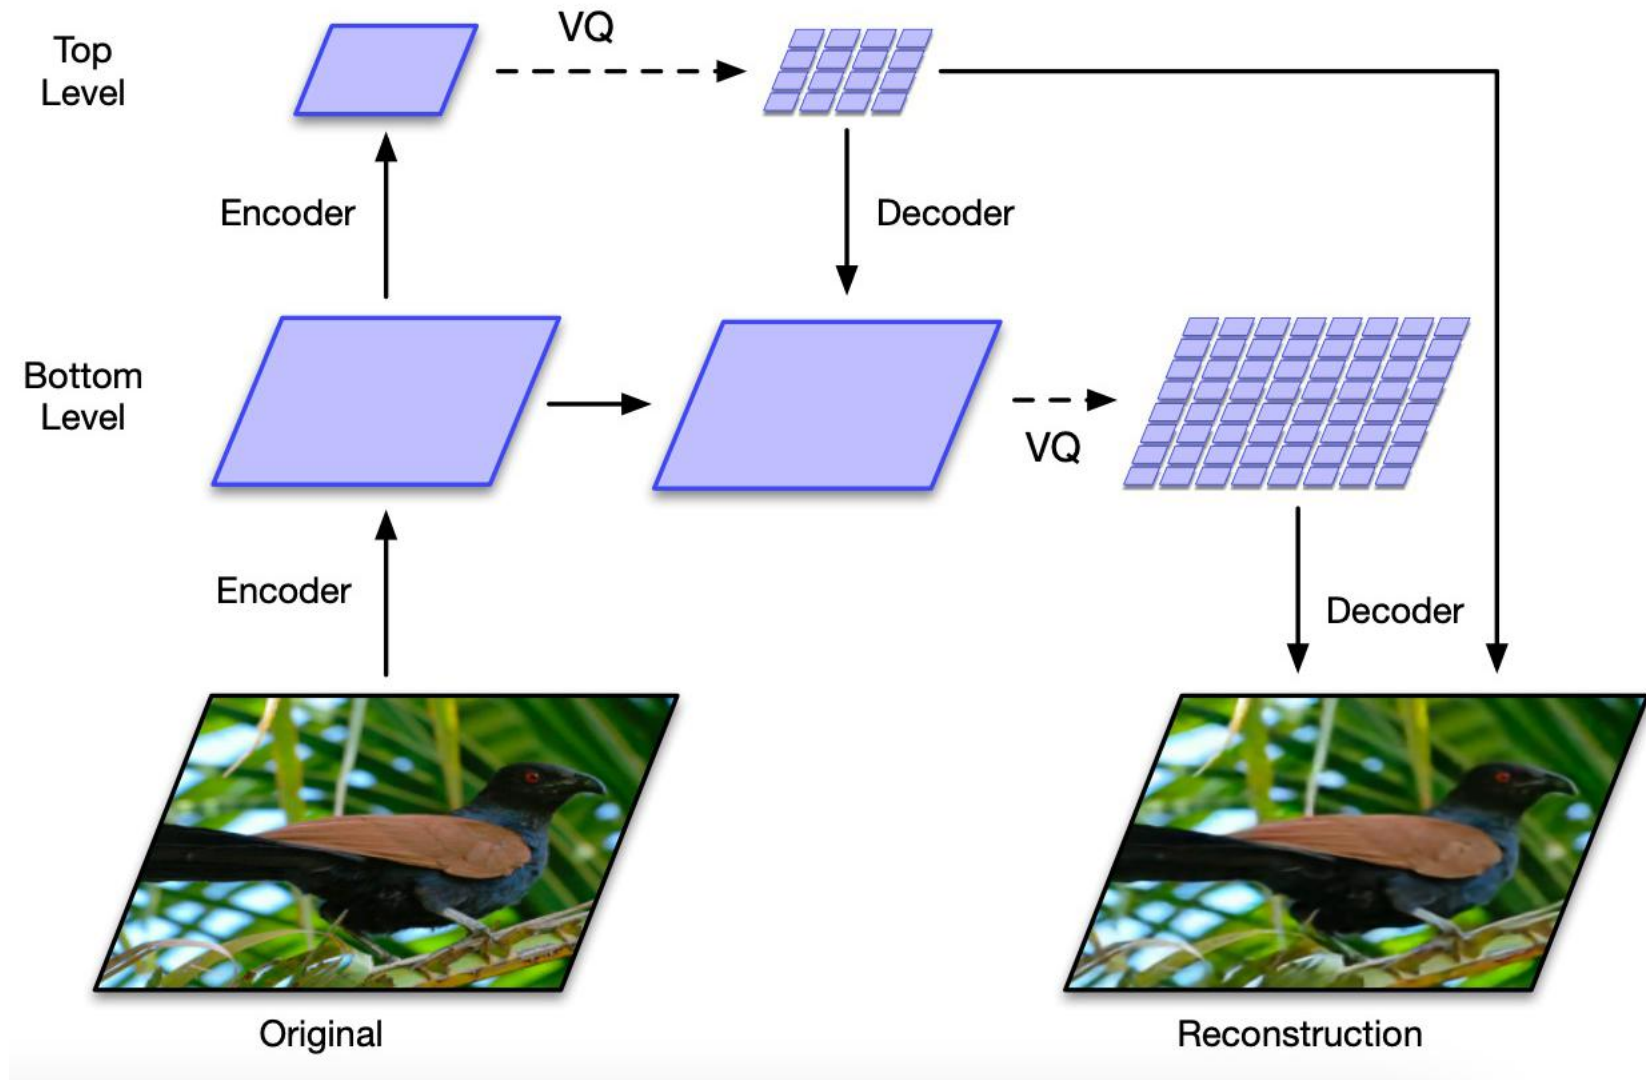 Top
Level
VQ
Encoder
Decoder
Bottom
Level
VQ
Encoder
Decoder
Original
Reconstruction